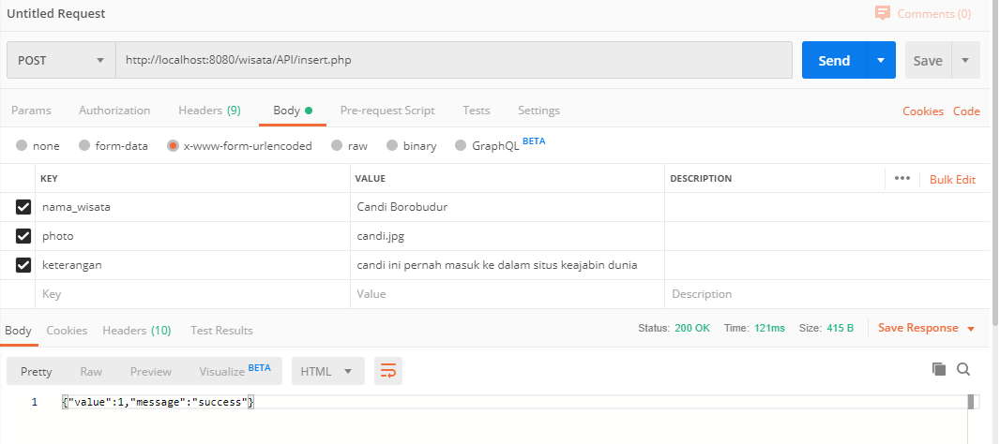 Untitled Request Comments (0)
POST http://localhost:8080/wisata/API/insert.php Send Save
Params Authorization Headers (9) Body Pre-request Script Tests Settings Cookies Code
none form-data x-www-form-urlencoded raw binary GraphQL BETA
KEY VALUE DESCRIPTION ••• Bulk Edit
nama_wisata Candi Borobudur
photo candi.jpg
keterangan candi ini pernah masuk ke dalam situs keajabin dunia
Key Value Description
Body Cookies Headers (10) Test Results Status: 200 OK Time: 121ms Size: 415 B Save Response
Pretty Raw Preview Visualize BETA HTML
1 {"value":1,"message":"success"}